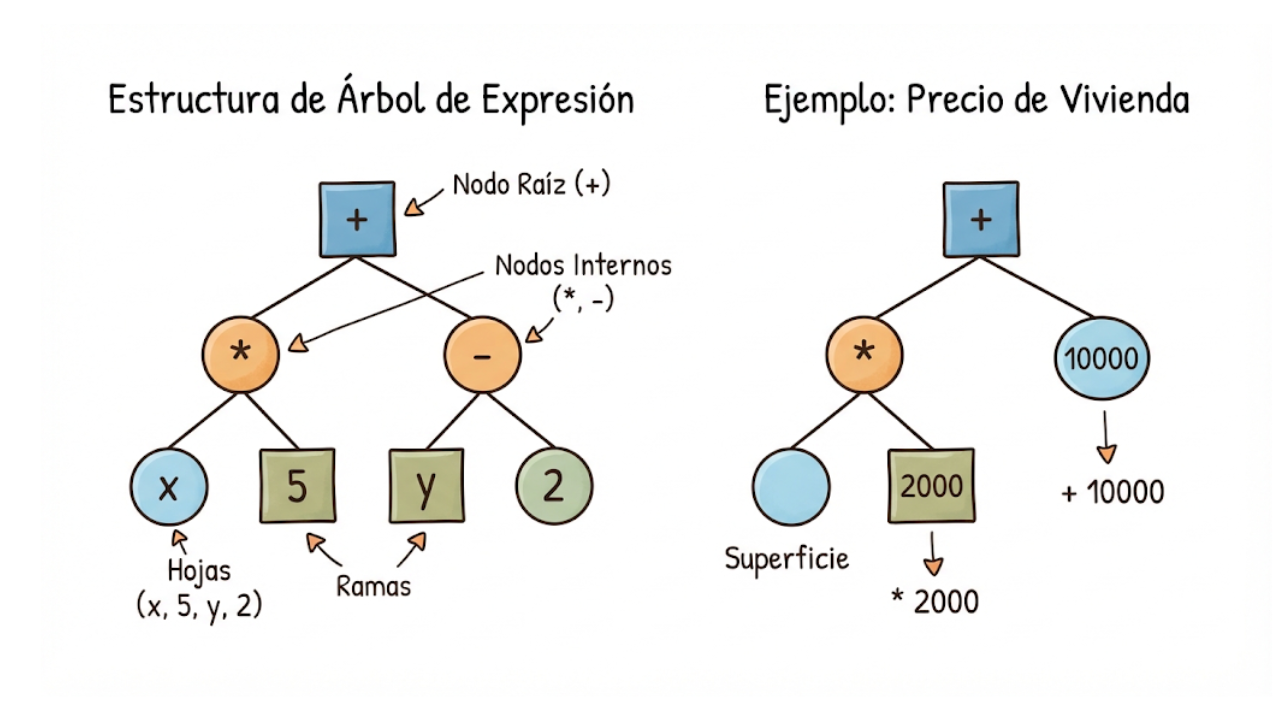 Estructura de Árbol de Expresión
+
Nodo Raíz (+)
Nodos Internos
(*, -)
*
-
x
5
y
2
Hojas
(x, 5, y, 2)
Ramas
Ejemplo: Precio de Vivienda
+
*
10000
2000
+ 10000
Superficie
* 2000